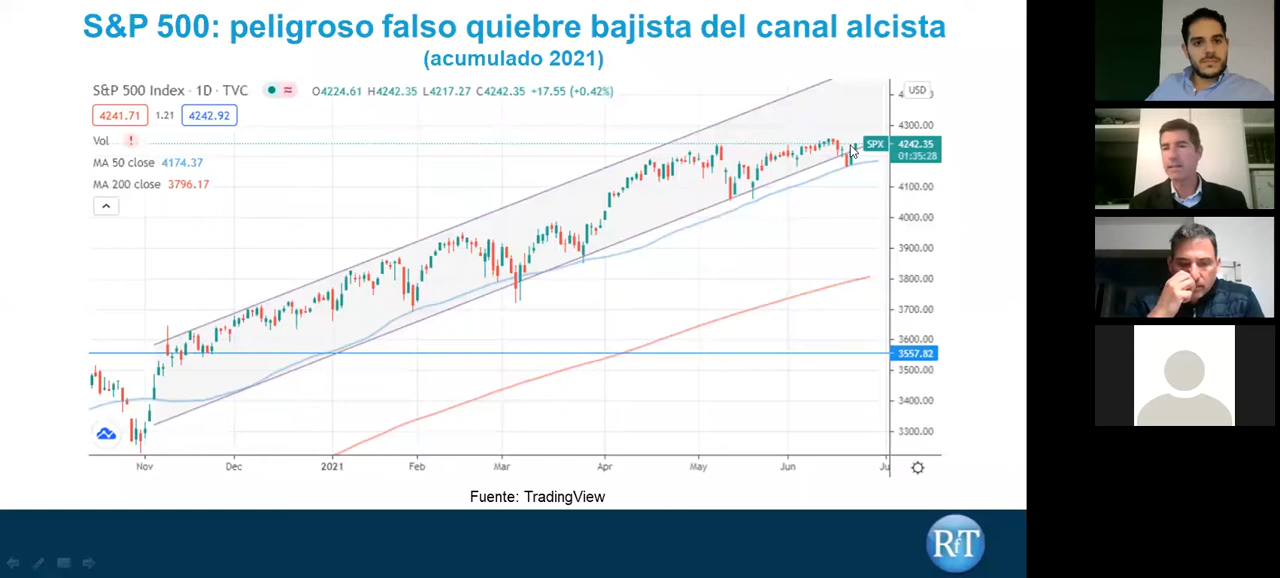 S&P 500: peligroso falso quiebre bajista del canal alcista
(acumulado 2021)
S&P 500 Index · 1D · TVC
O4224.61 H4242.35 L4217.27 C4242.35 +17.55 (+0.42%)
USD
4241.71 1.21 4242.92
Vol
MA 50 close 4174.37
MA 200 close 3796.17
4300.00
SPX 4242.35
01:35:28
4100.00
4000.00
3900.00
3800.00
3700.00
3600.00
3557.82
3500.00
3400.00
3300.00
Nov Dec 2021 Feb Mar Apr May Jun
Fuente: TradingView
RfT